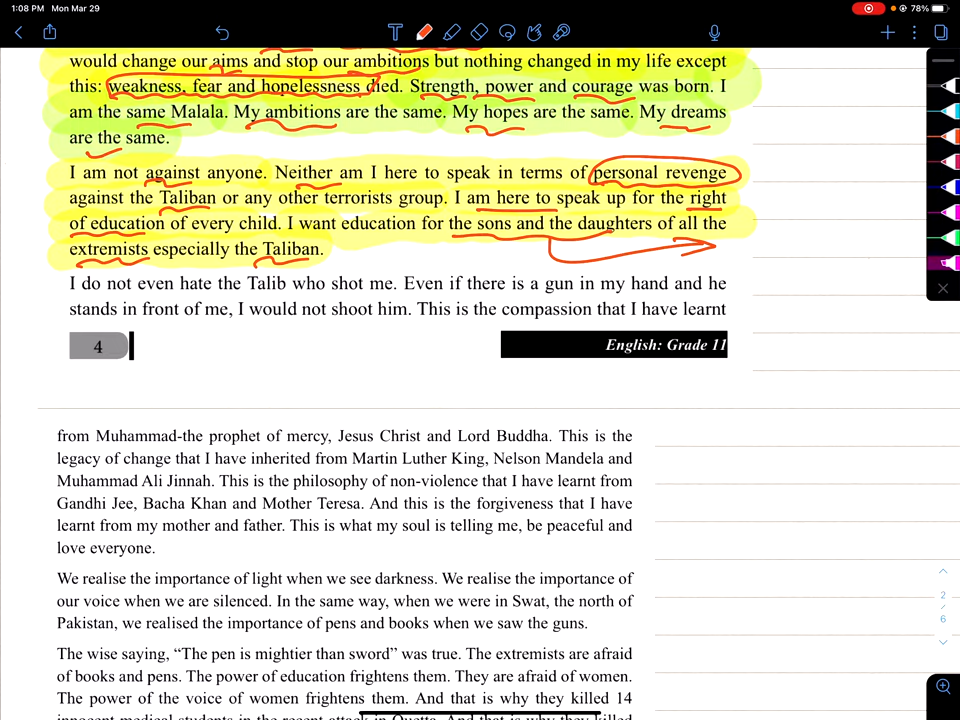 1:08 PM Mon 29
78%
would change our aims and stop our ambitions but nothing changed in my life except
this: weakness, fear and hopelessness died. Strength, power and courage was born. I
am the same Malala. My ambitions are the same. My hopes are the same. My dreams
are the same.
I am not against anyone. Neither am I here to speak in terms of personal revenge
against the Taliban or any other terrorists group. I am here to speak up for the right
of education of every child. I want education for the sons and the daughters of all the
extremists especially the Taliban.
I do not even hate the Talib who shot me. Even if there is a gun in my hand and he
stands in front of me, I would not shoot him. This is the compassion that I have learnt
4
English: Grade 11
from Muhammad-the prophet of mercy, Jesus Christ and Lord Buddha. This is the
legacy of change that I have inherited from Martin Luther King, Nelson Mandela and
Muhammad Ali Jinnah. This is the philosophy of non-violence that I have learnt from
Gandhi Jee, Bacha Khan and Mother Teresa. And this is the forgiveness that I have
learnt from my mother and father. This is what my soul is telling me, be peaceful and
love everyone.
We realise the importance of light when we see darkness. We realise the importance of
our voice when we are silenced. In the same way, when we were in Swat, the north of
Pakistan, we realised the importance of pens and books when we saw the guns.
The wise saying, “The pen is mightier than sword” was true. The extremists are afraid
of books and pens. The power of education frightens them. They are afraid of women.
The power of the voice of women frightens them. And that is why they killed 14
innocent medical students in the recent attack in Quetta. And that is why they killed
2
/
6